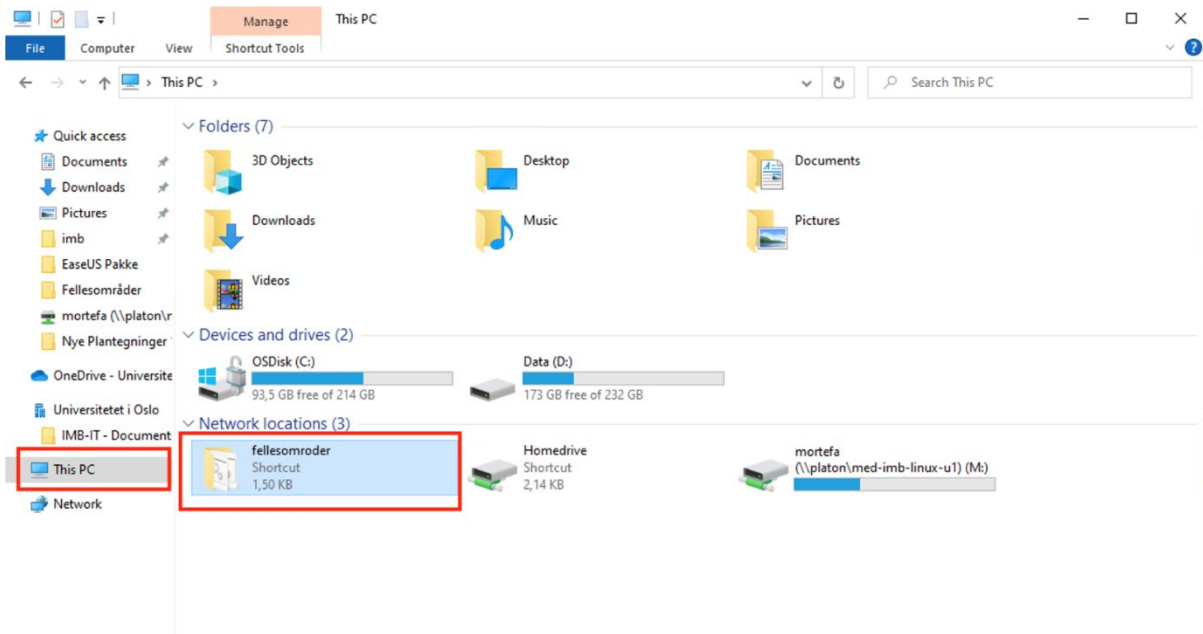 Manage
This PC
File
Computer
View
Shortcut Tools
This PC
Search This PC
Quick access
Documents
Downloads
Pictures
imb
EaseUS Pakke
Fellesområder
mortefa (\\platon\
Nye Plantegninger
OneDrive - Universite
Universitetet i Oslo
IMB-IT - Document
This PC
Network
Folders (7)
3D Objects
Desktop
Documents
Downloads
Music
Pictures
Videos
Devices and drives (2)
OSDisk (C:)
93,5 GB free of 214 GB
Data (D:)
173 GB free of 232 GB
Network locations (3)
fellesomroder
Shortcut
1,50 KB
Homedrive
Shortcut
2,14 KB
mortefa
(\\platon\med-imb-linux-u1) (M:)